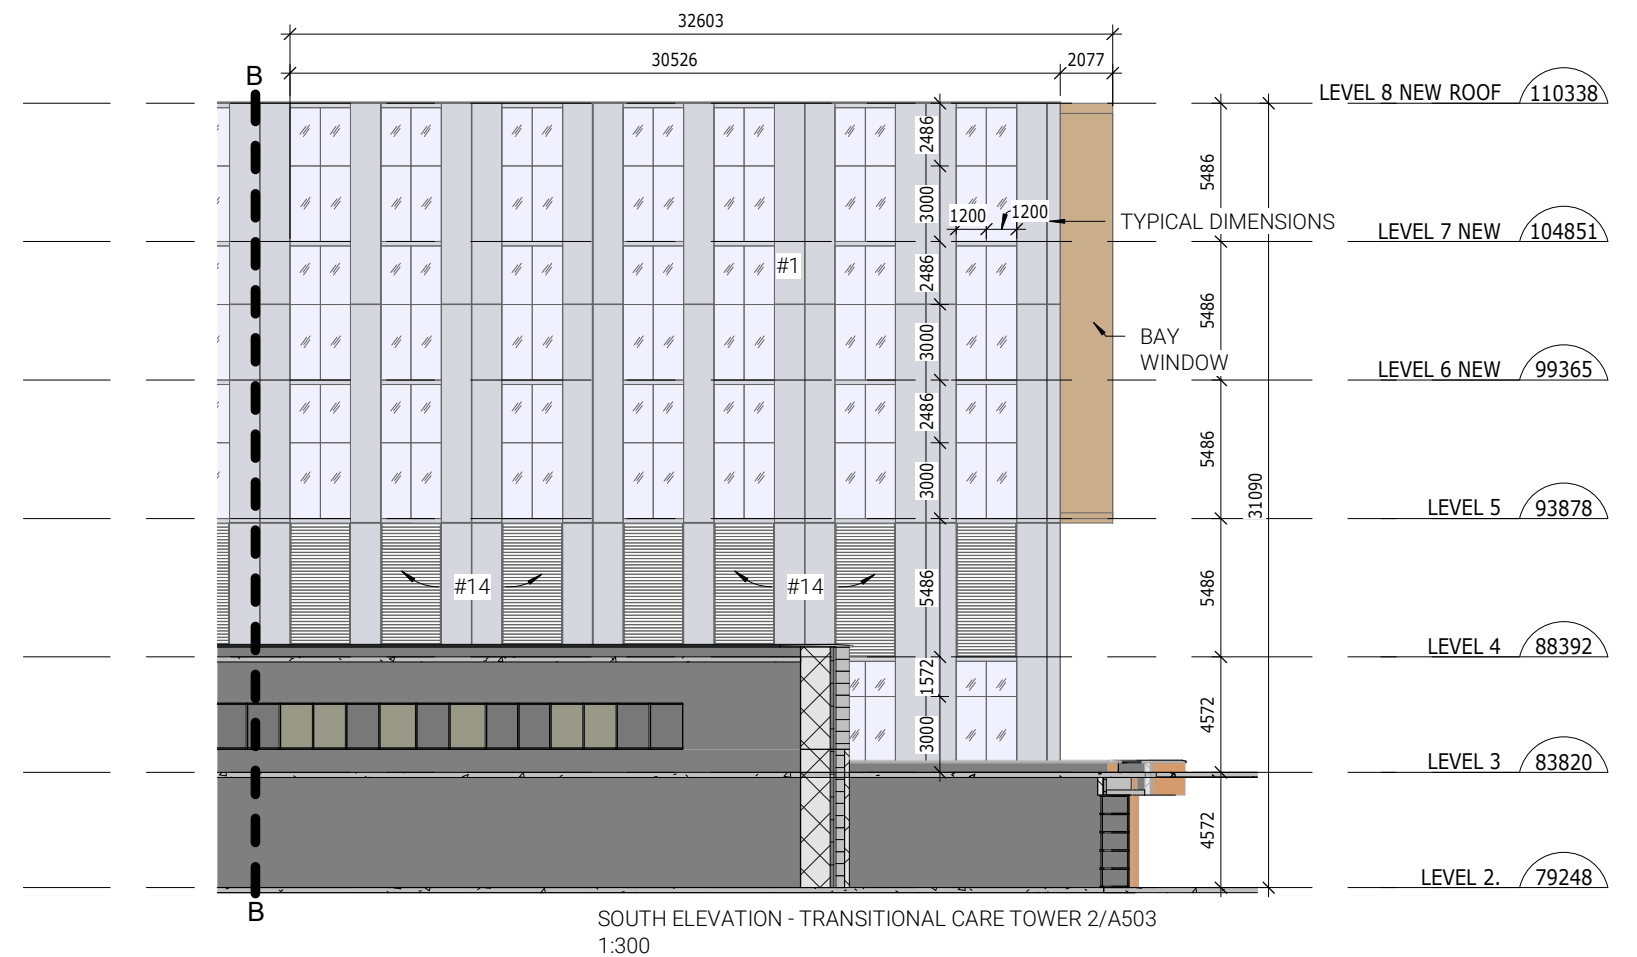 32603
30526
2077
B
LEVEL 8 NEW ROOF
110338
2486
5486
3000
1200
1200
TYPICAL DIMENSIONS
LEVEL 7 NEW
104851
#1
2486
5486
3000
BAY
WINDOW
LEVEL 6 NEW
99365
2486
5486
3000
31090
LEVEL 5
93878
#14
#14
5486
5486
LEVEL 4
88392
1572
4572
3000
LEVEL 3
83820
4572
LEVEL 2.
79248
B
SOUTH ELEVATION - TRANSITIONAL CARE TOWER 2/A503
1:300